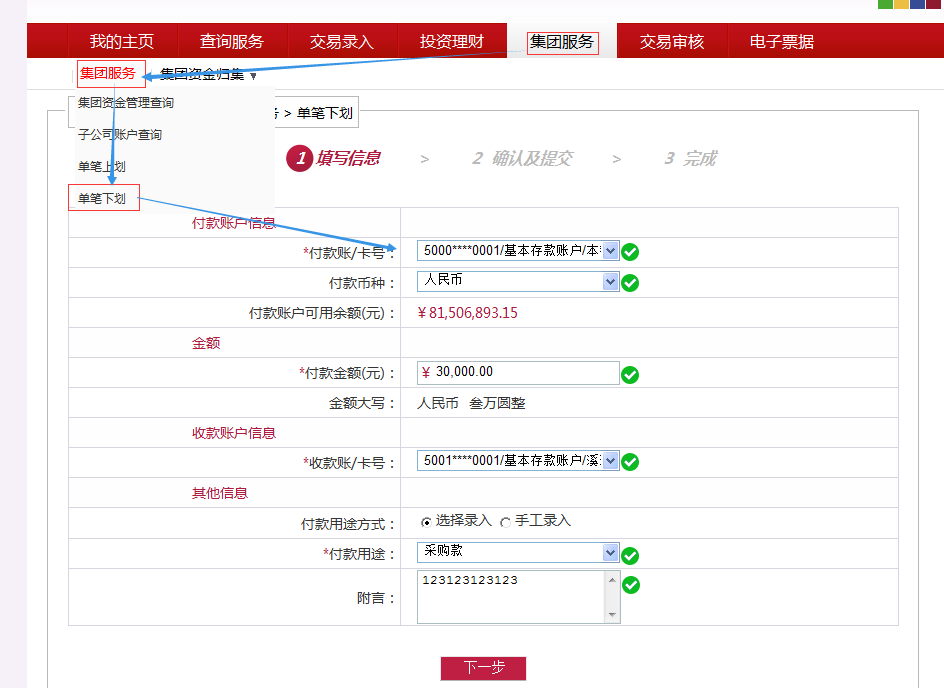 我的主页 查询服务 交易录入 投资理财 集团服务 交易审核 电子票据
集团服务 集团资金归集 ▼
集团资金管理查询
> 单笔下划
子公司账户查询
单笔上划
单笔下划
1 填写信息 > 2 确认及提交 > 3 完成
付款账户信息
*付款账/卡号： 5000****0001/基本存款账户/本
付款币种： 人民币
付款账户可用余额(元)： ￥81,506,893.15
金额
*付款金额(元)： ￥ 30,000.00
金额大写： 人民币 叁万圆整
收款账户信息
*收款账/卡号： 5001****0001/基本存款账户/溪
其他信息
付款用途方式： 选择录入 手工录入
*付款用途： 采购款
附言： 123123123123
下一步